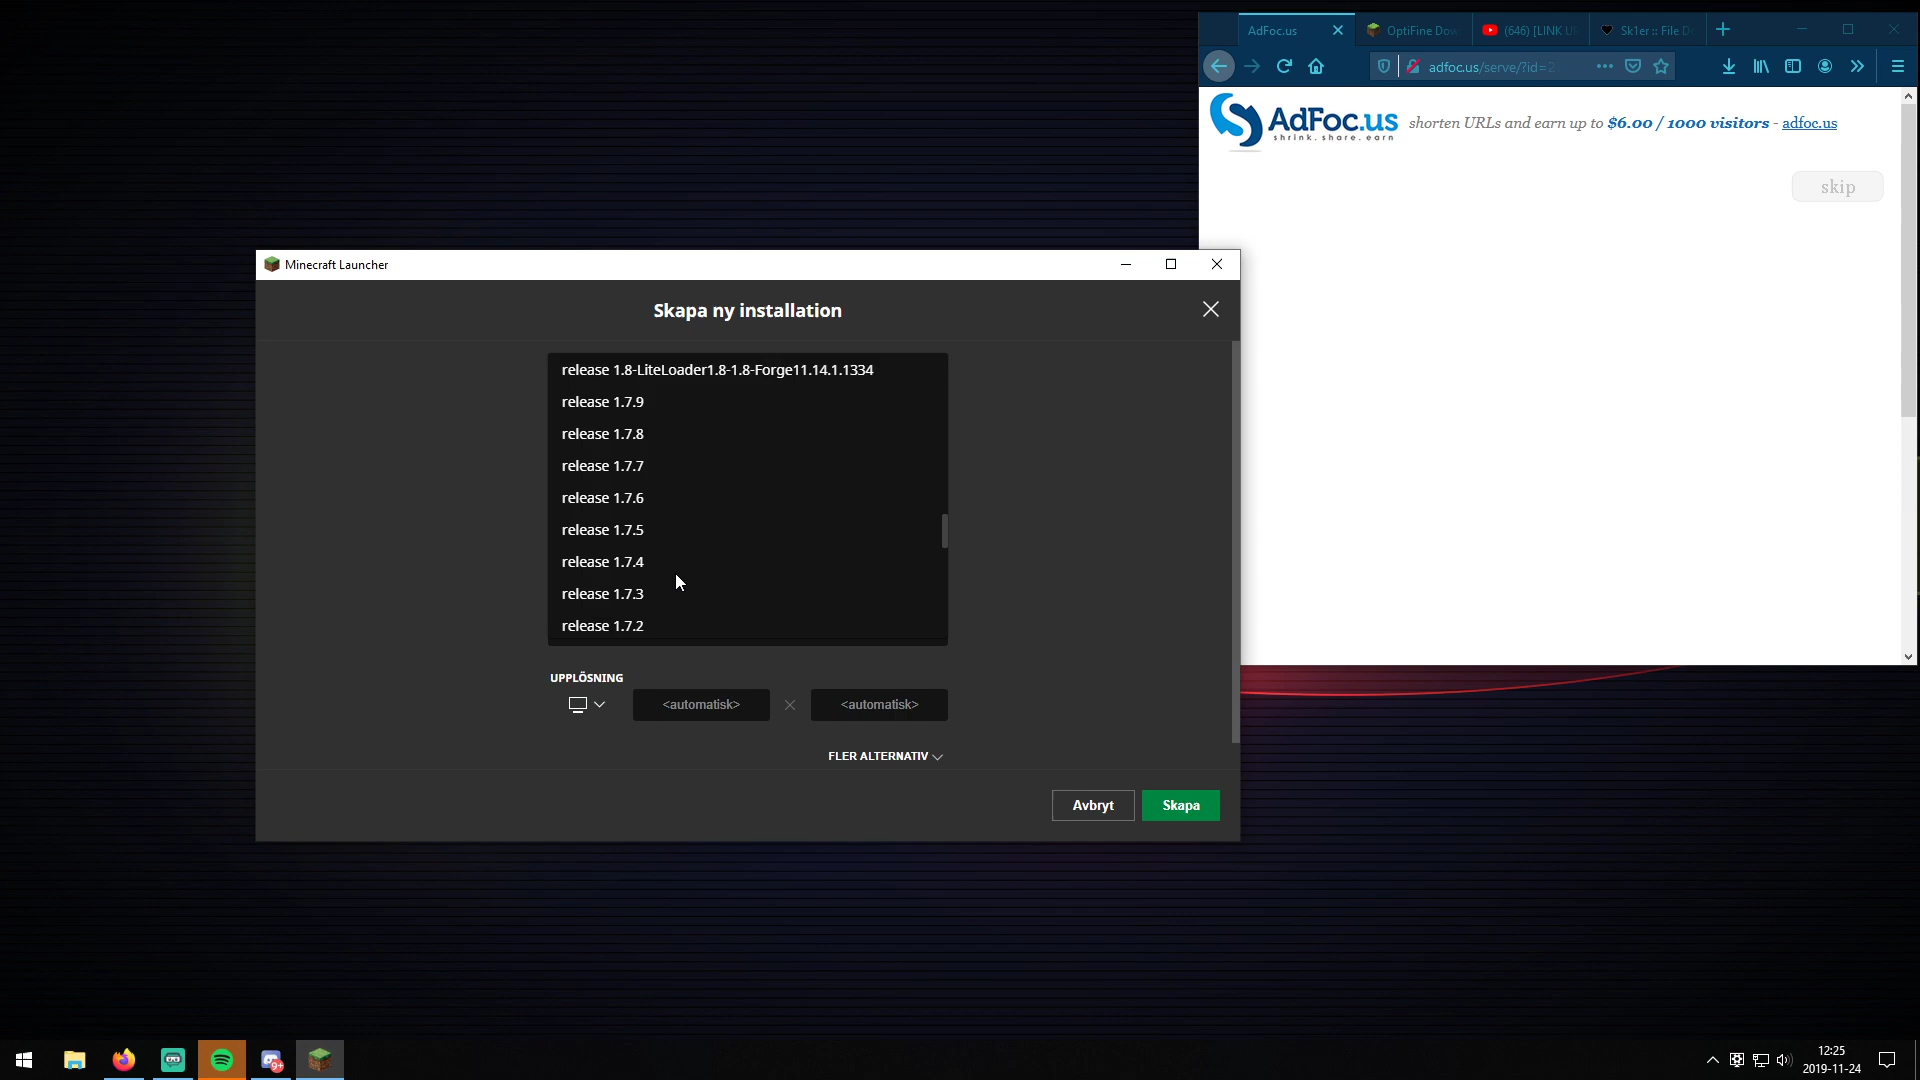 AdFoc.us
OptiFine Dow
(646) [LINK U
Sk1er :: File D
adfoc.us/serve/?id=2
AdFoc.us
shrink. share. earn
shorten URLs and earn up to $6.00 / 1000 visitors - adfoc.us
skip
Minecraft Launcher
Skapa ny installation
release 1.8-LiteLoader1.8-1.8-Forge11.14.1.1334
release 1.7.9
release 1.7.8
release 1.7.7
release 1.7.6
release 1.7.5
release 1.7.4
release 1.7.3
release 1.7.2
UPPLÖSNING
<automatisk>
<automatisk>
FLER ALTERNATIV
Avbryt
Skapa
9+
12:25
2019-11-24